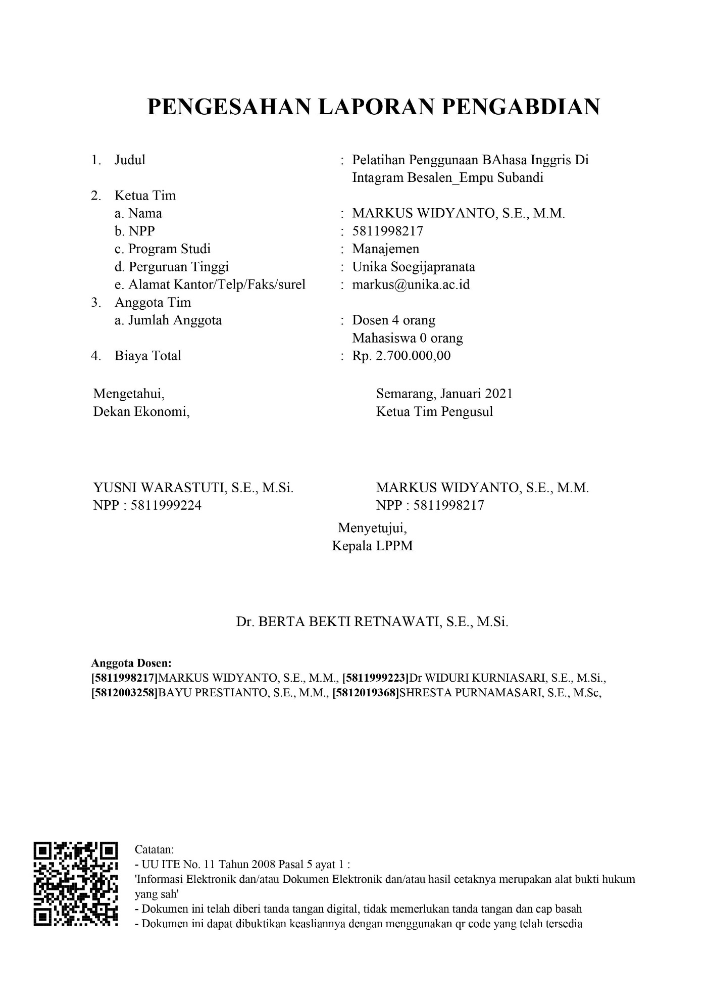 PENGESAHAN LAPORAN PENGABDIAN
1. Judul : Pelatihan Penggunaan BAhasa Inggris Di
Intagram Besalen_Empu Subandi
2. Ketua Tim
a. Nama : MARKUS WIDYANTO, S.E., M.M.
b. NPP : 5811998217
c. Program Studi : Manajemen
d. Perguruan Tinggi : Unika Soegijapranata
e. Alamat Kantor/Telp/Faks/surel : markus@unika.ac.id
3. Anggota Tim
a. Jumlah Anggota : Dosen 4 orang
Mahasiswa 0 orang
4. Biaya Total : Rp. 2.700.000,00
Mengetahui, Semarang, Januari 2021
Dekan Ekonomi, Ketua Tim Pengusul
YUSNI WARASTUTI, S.E., M.Si. MARKUS WIDYANTO, S.E., M.M.
NPP : 5811999224 NPP : 5811998217
Menyetujui,
Kepala LPPM
Dr. BERTA BEKTI RETNAWATI, S.E., M.Si.
Anggota Dosen:
[5811998217]MARKUS WIDYANTO, S.E., M.M., [5811999223]Dr WIDURI KURNIASARI, S.E., M.Si.,
[5812003258]BAYU PRESTIANTO, S.E., M.M., [5812019368]SHRESTA PURNAMASARI, S.E., M.Sc,
Catatan:
- UU ITE No. 11 Tahun 2008 Pasal 5 ayat 1 :
'Informasi Elektronik dan/atau Dokumen Elektronik dan/atau hasil cetaknya merupakan alat bukti hukum
yang sah'
- Dokumen ini telah diberi tanda tangan digital, tidak memerlukan tanda tangan dan cap basah
- Dokumen ini dapat dibuktikan keasliannya dengan menggunakan qr code yang telah tersedia